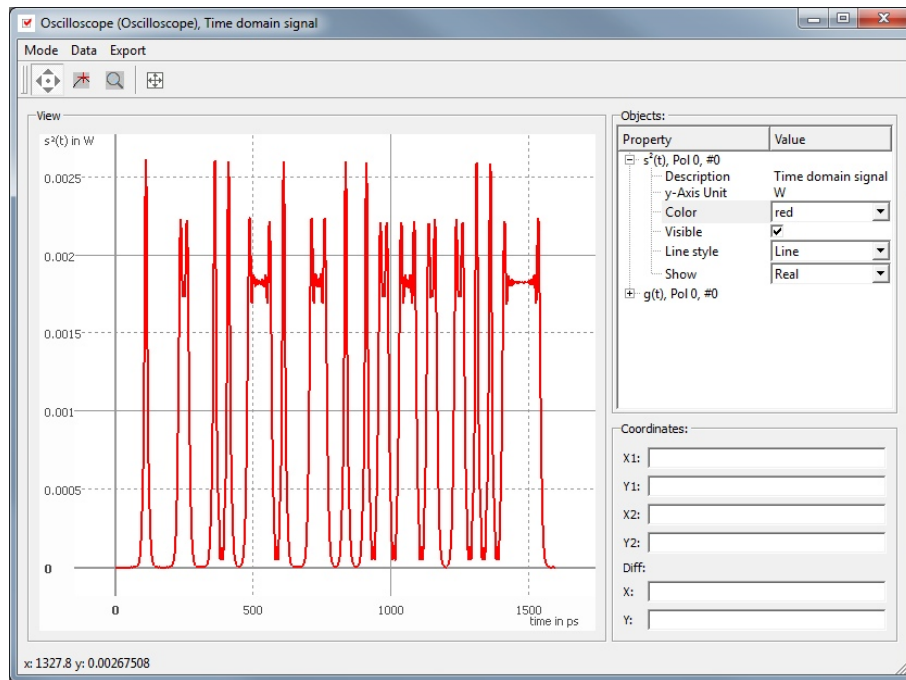 Oscilloscope (Oscilloscope), Time domain signal
Mode Data Export
View
s²(t) in W
0.0025
0.002
0.0015
0.001
0.0005
0
0 500 1000 1500
time in ps
Objects:
Property Value
s²(t), Pol 0, #0
Description Time domain signal
y-Axis Unit W
Color red
Visible
Line style Line
Show Real
g(t), Pol 0, #0
Coordinates:
X1:
Y1:
X2:
Y2:
Diff:
X:
Y:
x: 1327.8 y: 0.00267508